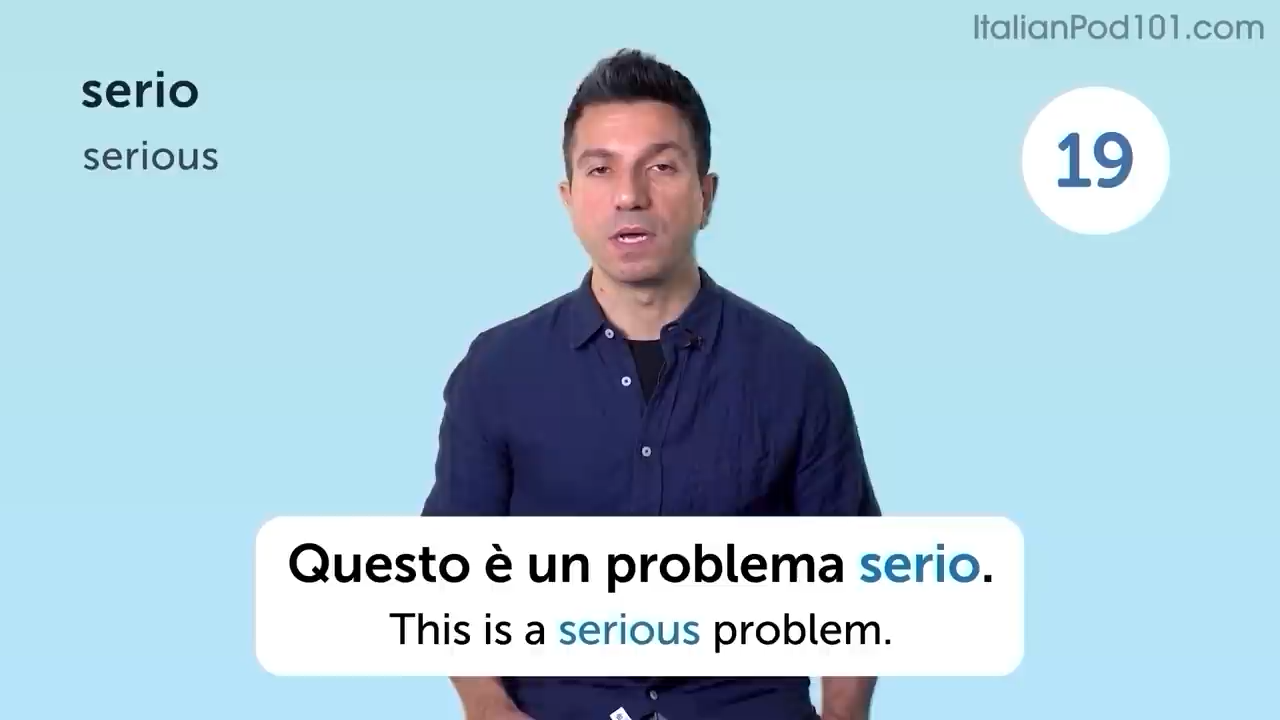 ItalianPod101.com
serio
serious
19
Questo è un problema serio.
This is a serious problem.